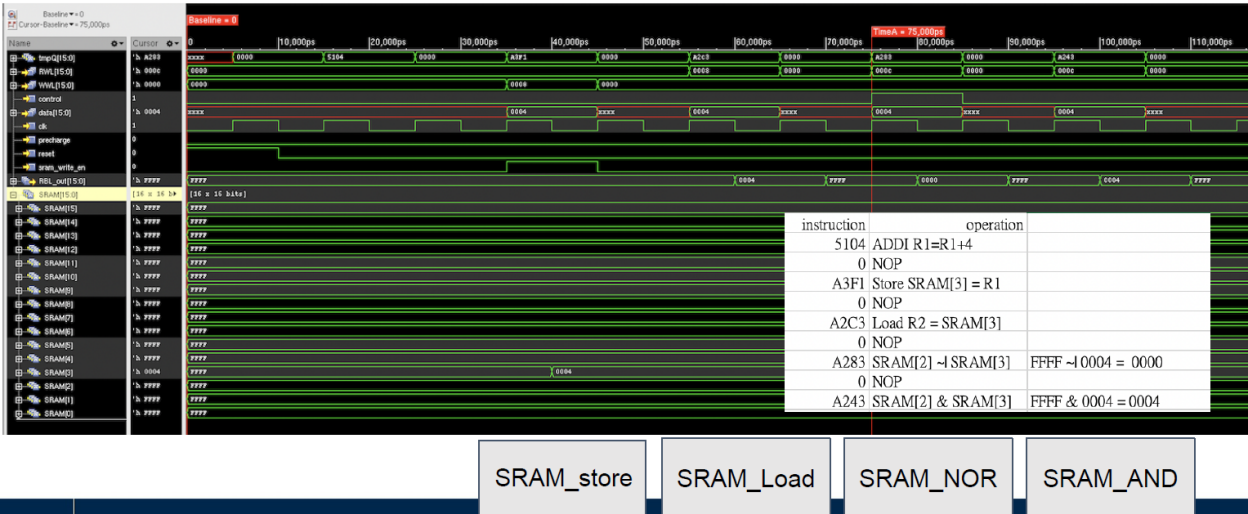 Baseline ▾ = 0
Cursor-Baseline ▾ = 75,000ps
Baseline = 0
TimeA = 75,000ps
Name Cursor 0 10,000ps 20,000ps 30,000ps 40,000ps 50,000ps 60,000ps 70,000ps 80,000ps 90,000ps 100,000ps 110,000ps
tmpQ[15:0] 'h A283 xxxx 0000 5104 0000 A3F1 0000 A2C3 0000 A283 0000 A243 0000
RWL[15:0] 'h 000C 0000 0008 0000 000C 0000 000C 0000
WWL[15:0] 'h 0000 0000 0008 0000
control 1
data[15:0] 'h 0004 xxxx 0004 xxxx 0004 xxxx 0004 xxxx 0004 xxxx
clk 1
precharge 0
reset 0
sram_write_en 0
RBL_out[15:0] 'h FFFF FFFF 0004 FFFF 0000 FFFF 0004 FFFF
SRAM[15:0] [16 x 16 b [16 x 16 bits]
SRAM[15] 'h FFFF FFFF
SRAM[14] 'h FFFF FFFF
SRAM[13] 'h FFFF FFFF
SRAM[12] 'h FFFF FFFF
SRAM[11] 'h FFFF FFFF
SRAM[10] 'h FFFF FFFF
SRAM[9] 'h FFFF FFFF
SRAM[8] 'h FFFF FFFF
SRAM[7] 'h FFFF FFFF
SRAM[6] 'h FFFF FFFF
SRAM[5] 'h FFFF FFFF
SRAM[4] 'h FFFF FFFF
SRAM[3] 'h 0004 FFFF 0004
SRAM[2] 'h FFFF FFFF
SRAM[1] 'h FFFF FFFF
SRAM[0] 'h FFFF FFFF
instruction operation
5104 ADDI R1=R1+4
0 NOP
A3F1 Store SRAM[3] = R1
0 NOP
A2C3 Load R2 = SRAM[3]
0 NOP
A283 SRAM[2] ~| SRAM[3] FFFF ~| 0004 = 0000
0 NOP
A243 SRAM[2] & SRAM[3] FFFF & 0004 = 0004
SRAM_store
SRAM_Load
SRAM_NOR
SRAM_AND